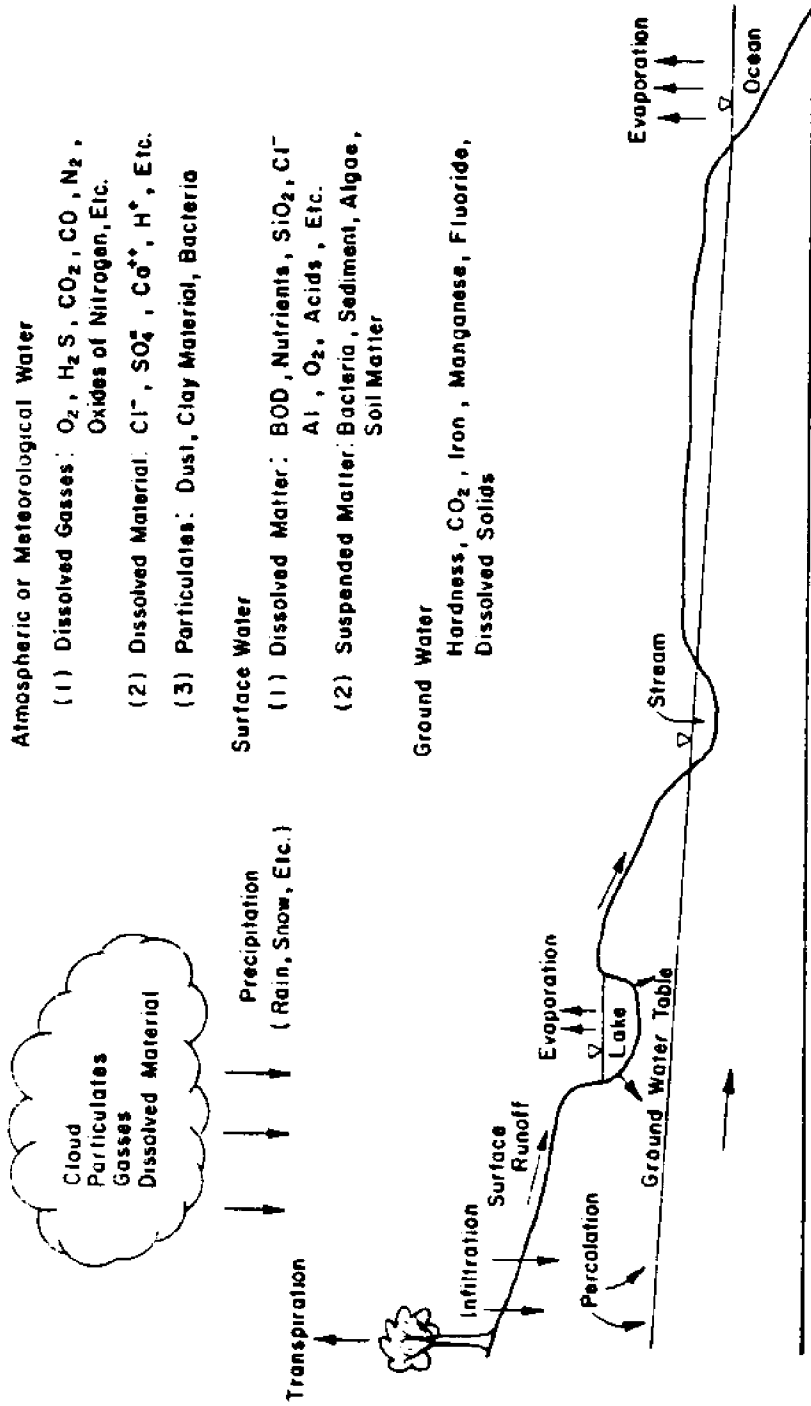 Atmospheric or Meteorological Water
(1) Dissolved Gasses: O₂, H₂S, CO₂, CO, N₂,
Oxides of Nitrogen, Etc.
(2) Dissolved Material: Cl⁻, SO₄⁼, Ca⁺⁺, H⁺, Etc.
(3) Particulates: Dust, Clay Material, Bacteria
Surface Water
(1) Dissolved Matter: BOD, Nutrients, SiO₂, Cl⁻
Al, O₂, Acids, Etc.
(2) Suspended Matter: Bacteria, Sediment, Algae,
Soil Matter
Ground Water
Hardness, CO₂, Iron, Manganese, Fluoride,
Dissolved Solids
Cloud
Particulates
Gasses
Dissolved Material
Precipitation
(Rain, Snow, Etc.)
Transpiration
Infiltration
Surface
Runoff
Evaporation
Lake
Percolation
Ground Water Table
Stream
Evaporation
Ocean